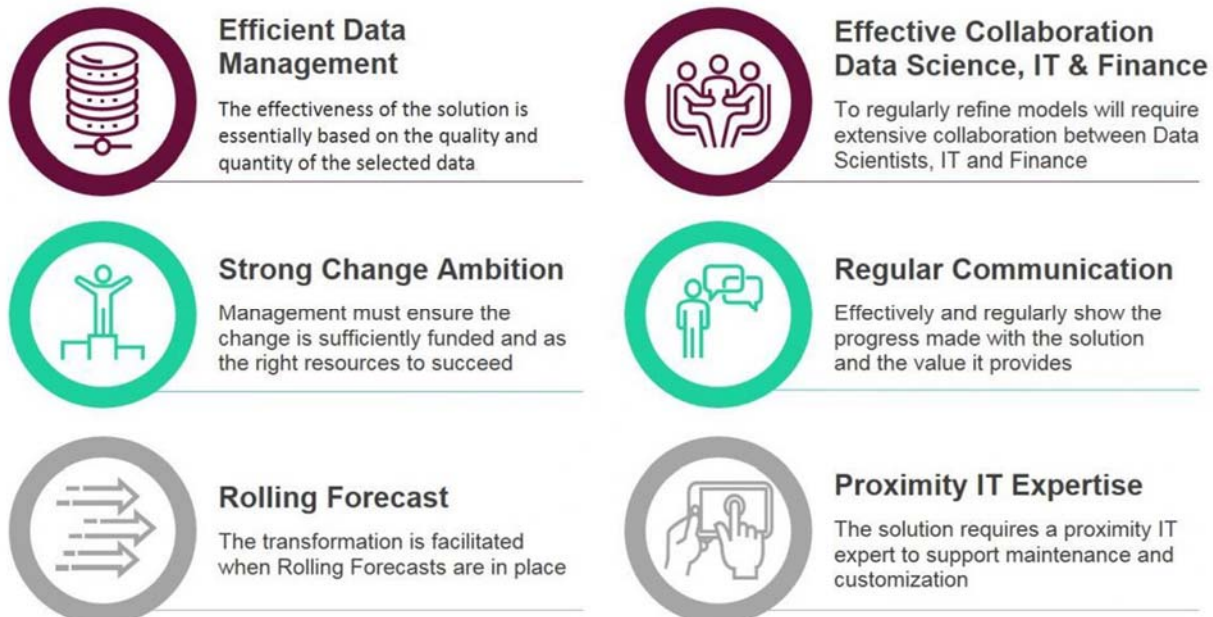 Efficient Data
Management
The effectiveness of the solution is
essentially based on the quality and
quantity of the selected data
Effective Collaboration
Data Science, IT & Finance
To regularly refine models will require
extensive collaboration between Data
Scientists, IT and Finance
Strong Change Ambition
Management must ensure the
change is sufficiently funded and as
the right resources to succeed
Regular Communication
Effectively and regularly show the
progress made with the solution
and the value it provides
Rolling Forecast
The transformation is facilitated
when Rolling Forecasts are in place
Proximity IT Expertise
The solution requires a proximity IT
expert to support maintenance and
customization